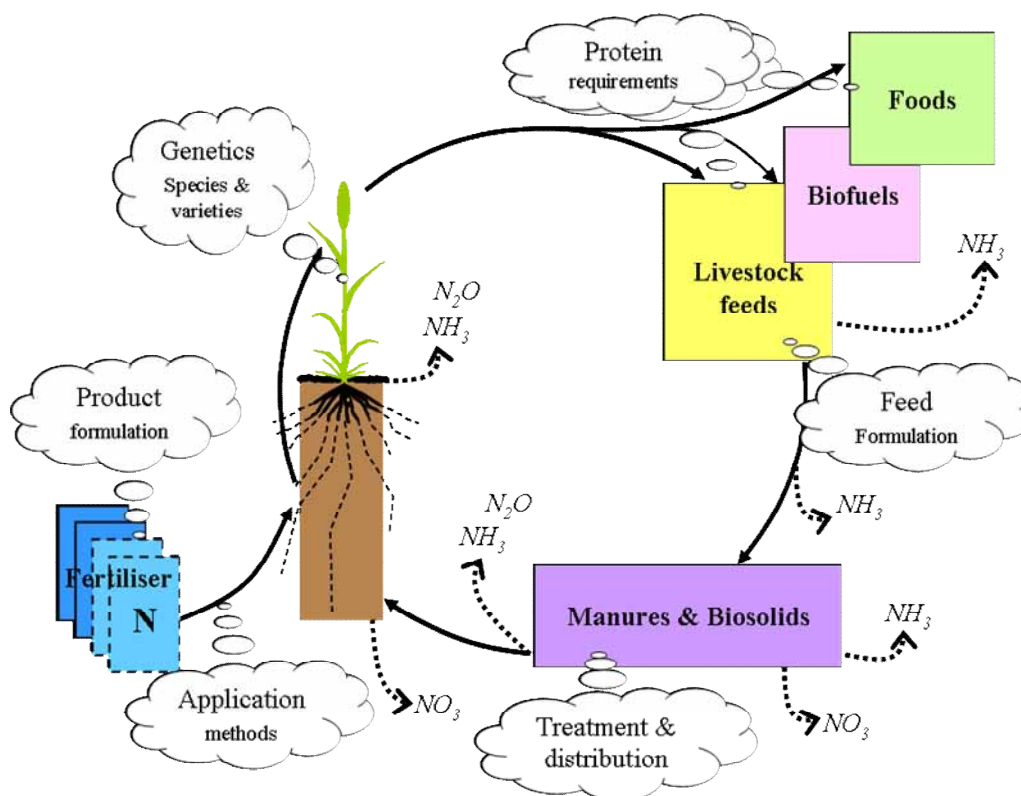 Protein
requirements
Foods
Genetics
Species &
varieties
Biofuels
NH3
Livestock
feeds
N2O
NH3
Product
formulation
Feed
Formulation
N2O
NH3
NH3
Fertiliser
N
Manures & Biosolids
NH3
Application
methods
NO3
Treatment &
distribution
NO3